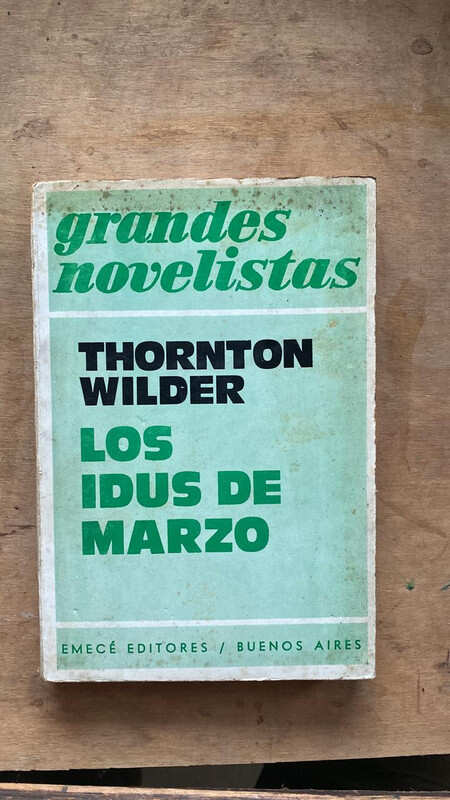 grandes
novelistas
THORNTON
WILDER
LOS
IDUS DE
MARZO
EMECÉ EDITORES / BUENOS AIRES